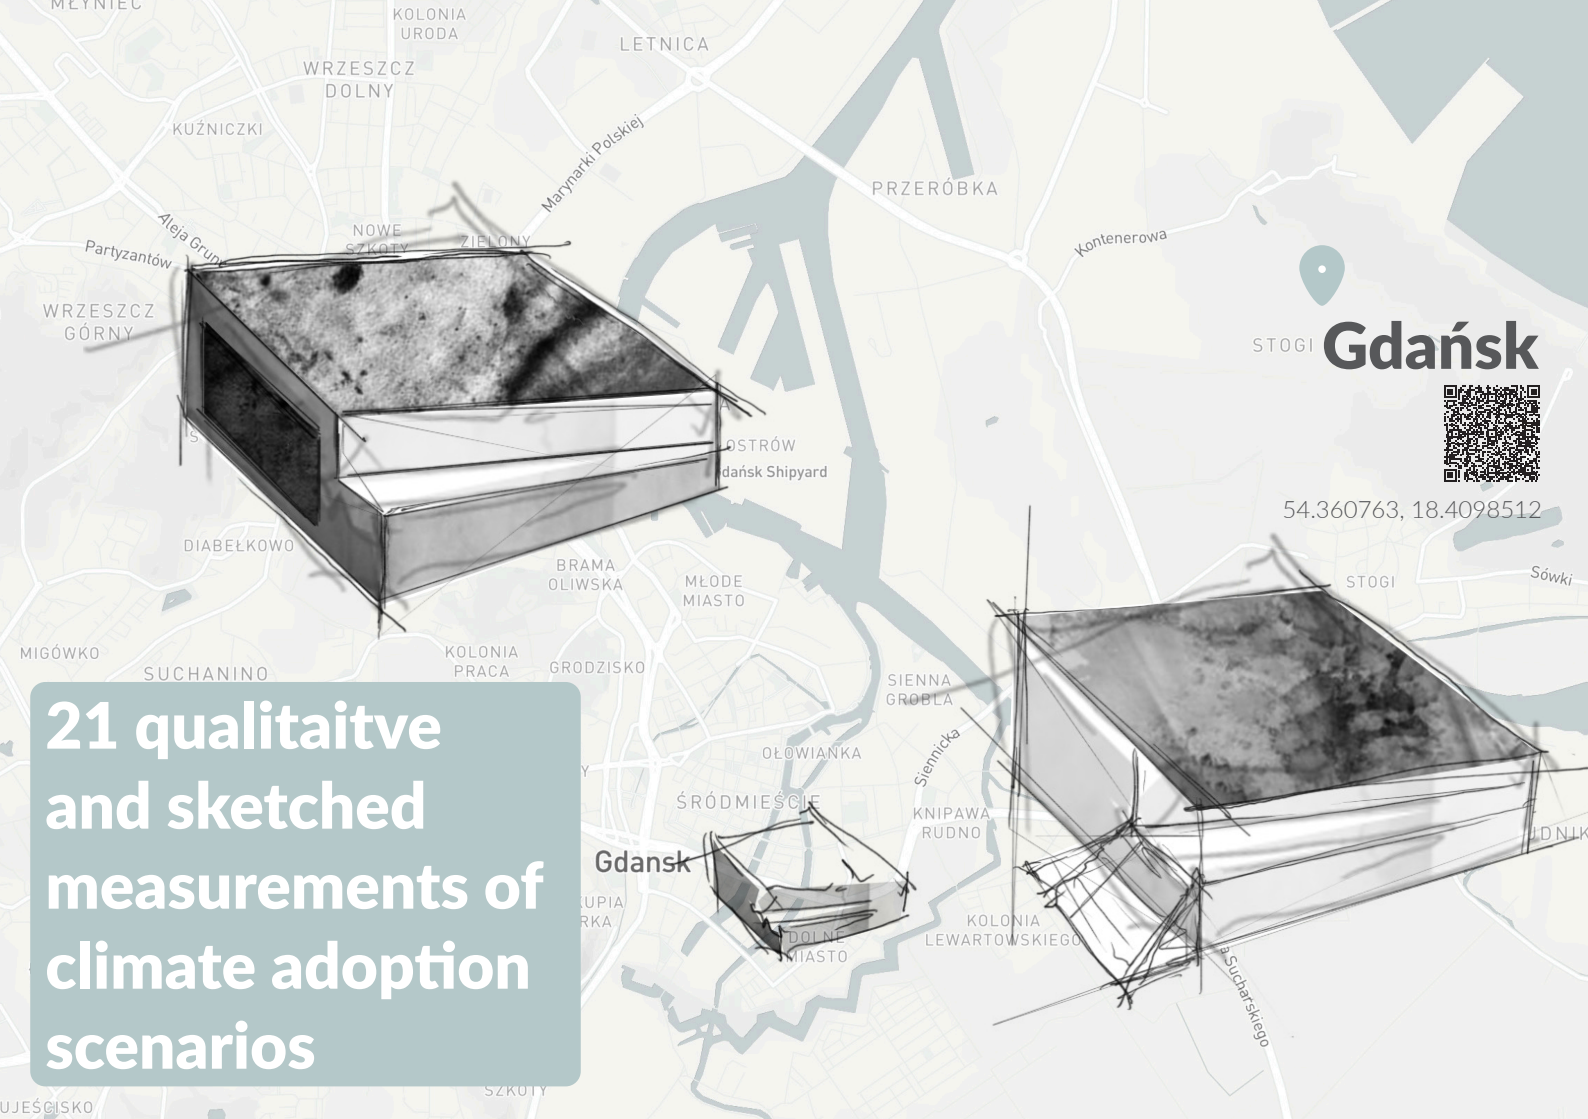 MŁYNIEC
KOLONIA
URODA
LETNICA
WRZESZCZ
DOLNY
KUŹNICZKI
Marynarki Polskiej
PRZERÓBKA
Aleja Grun
Partyzantów
NOWE
SZKOTY
ZIELONY
Kontenerowa
WRZESZCZ
GÓRNY
STOGI
Gdańsk
OSTRÓW
dańsk Shipyard
54.360763, 18.4098512
DIABEŁKOWO
BRAMA
OLIWSKA
MŁODE
MIASTO
STOGI
Sówki
MIGÓWKO
SUCHANINO
KOLONIA
PRACA
GRODZISKO
SIENNA
GROBLA
21 qualitaitve
and sketched
measurements of
climate adoption
scenarios
OŁOWIANKA
Siennicka
ŚRÓDMIEŚCIE
KNIPAWA
RUDNO
UDNIK
Gdansk
KUPIA
RKA
DOLNE
MIASTO
KOLONIA
LEWARTOWSKIEGO
a Sucharskiego
SZKOTY
UJEŚCISKO